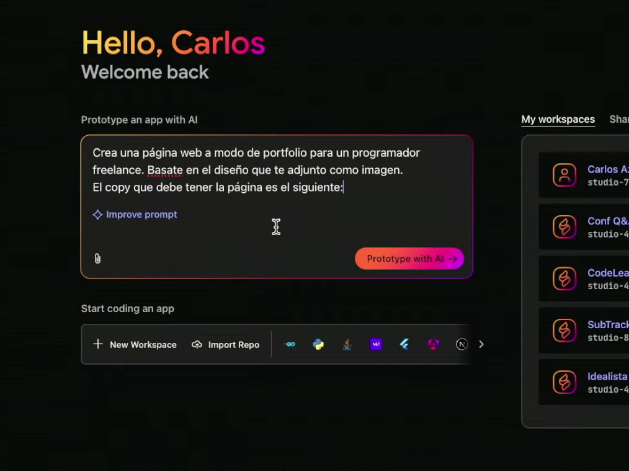 Hello, Carlos
Welcome back
Prototype an app with AI
Crea una página web a modo de portfolio para un programador
freelance. Basate en el diseño que te adjunto como imagen.
El copy que debe tener la página es el siguiente:
Improve prompt
Prototype with AI
Start coding an app
New Workspace
Import Repo
My workspaces
Carlos
studio-7
Conf Q&
studio-4
CodeLea
studio-
SubTrack
studio-8
Idealista
studio-4